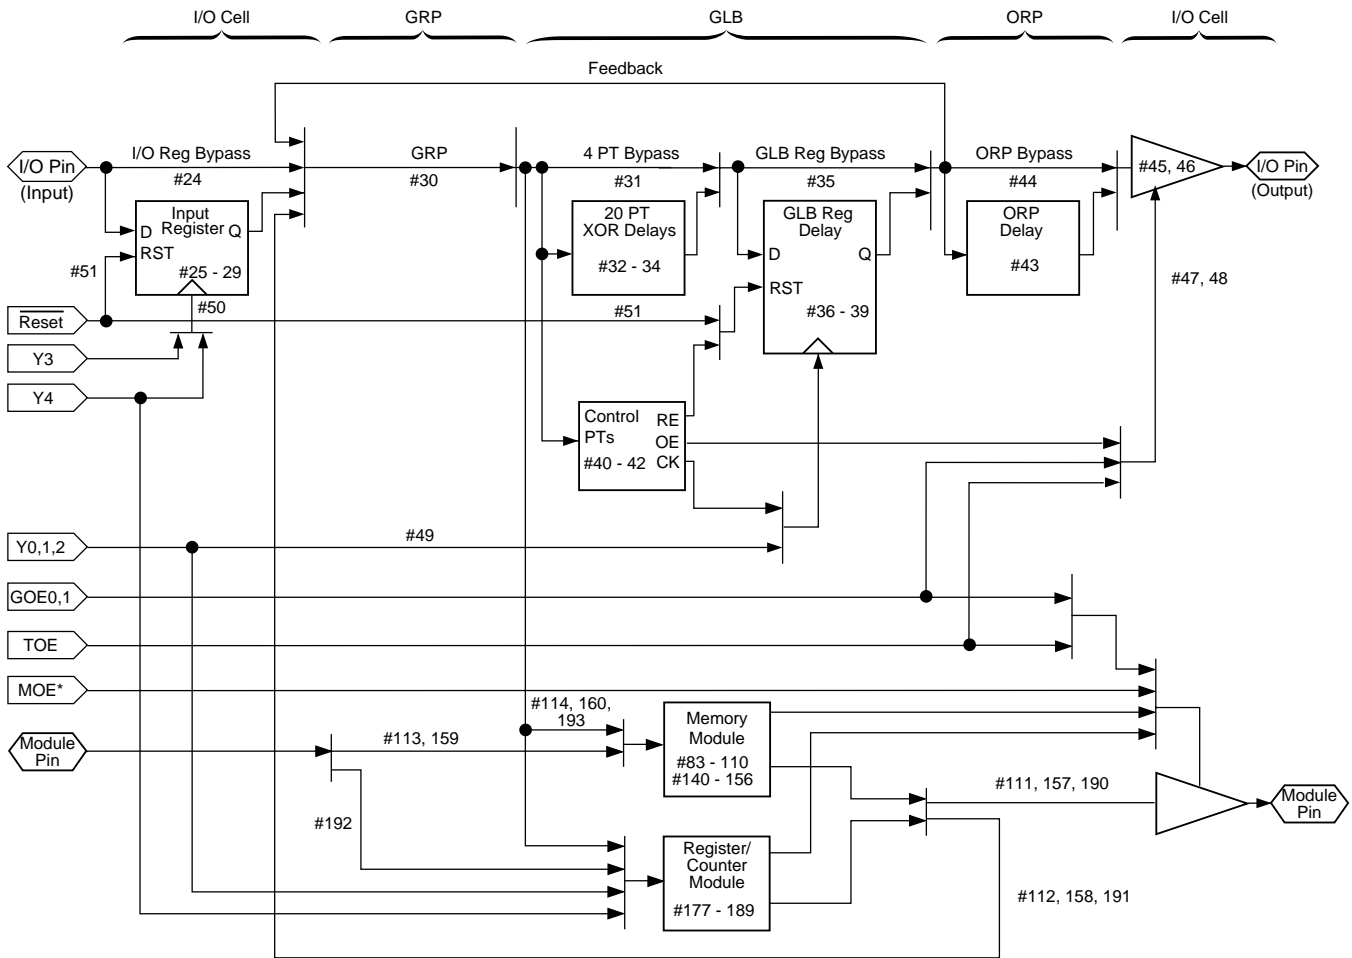 I/O Cell
GRP
GLB
ORP
I/O Cell
Feedback
I/O Pin
(Input)
I/O Reg Bypass
#24
GRP
#30
4 PT Bypass
#31
GLB Reg Bypass
#35
ORP Bypass
#44
#45, 46
I/O Pin
(Output)
Input
Register
D
Q
RST
#25 - 29
#51
#50
20 PT
XOR Delays
#32 - 34
GLB Reg
Delay
D
Q
RST
#36 - 39
ORP
Delay
#43
#47, 48
Reset
#51
Y3
Y4
Control
PTs
#40 - 42
RE
OE
CK
Y0,1,2
#49
GOE0,1
TOE
MOE*
#114, 160,
193
Module
Pin
#113, 159
Memory
Module
#83 - 110
#140 - 156
#111, 157, 190
Module
Pin
#192
Register/
Counter
Module
#177 - 189
#112, 158, 191